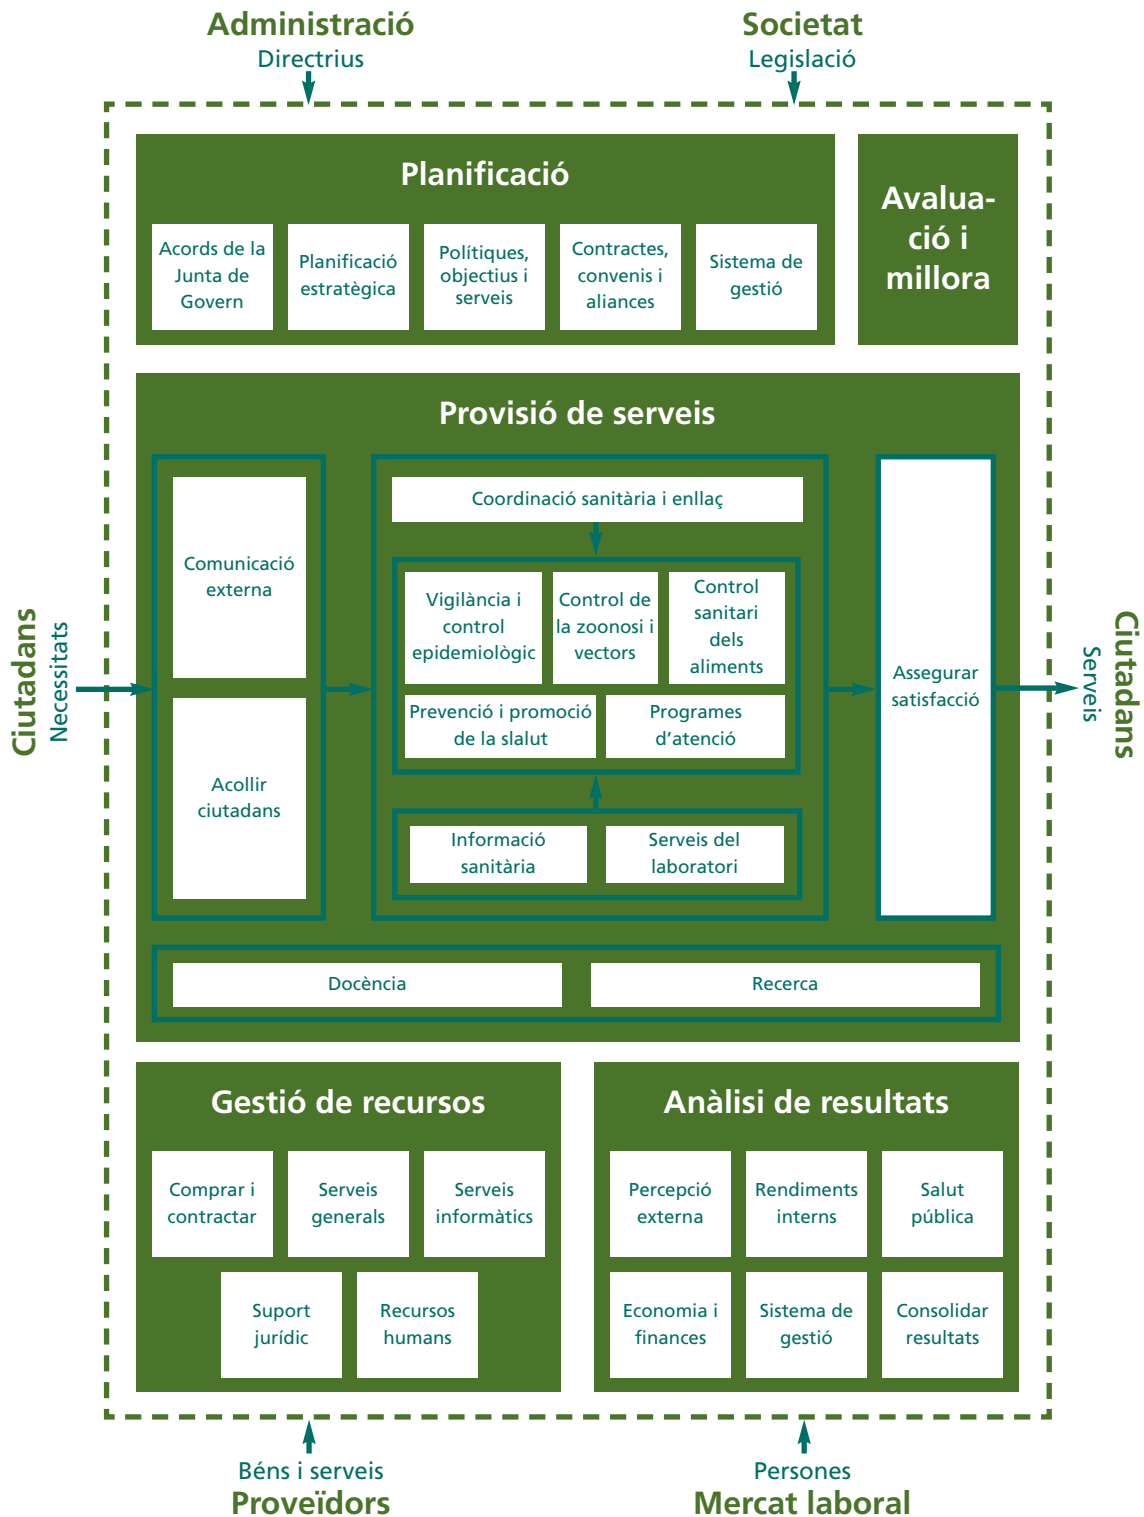 Administració
Directrius
Societat
Legislació
Planificació
Acords de la
Junta de
Govern
Planificació
estratègica
Polítiques,
objectius i
serveis
Contractes,
convenis i
aliances
Sistema de
gestió
Avalua-
ció i
millora
Provisió de serveis
Ciutadans
Necessitats
Comunicació
externa
Acollir
ciutadans
Coordinació sanitària i enllaç
Vigilància i
control
epidemiològic
Control de
la zoonosi i
vectors
Control
sanitari
dels
aliments
Prevenció i promoció
de la slalut
Programes
d’atenció
Informació
sanitària
Serveis del
laboratori
Assegurar
satisfacció
Ciutadans
Serveis
Docència
Recerca
Gestió de recursos
Comprar i
contractar
Serveis
generals
Serveis
informàtics
Suport
jurídic
Recursos
humans
Anàlisi de resultats
Percepció
externa
Rendiments
interns
Salut
pública
Economia i
finances
Sistema de
gestió
Consolidar
resultats
Béns i serveis
Proveïdors
Persones
Mercat laboral